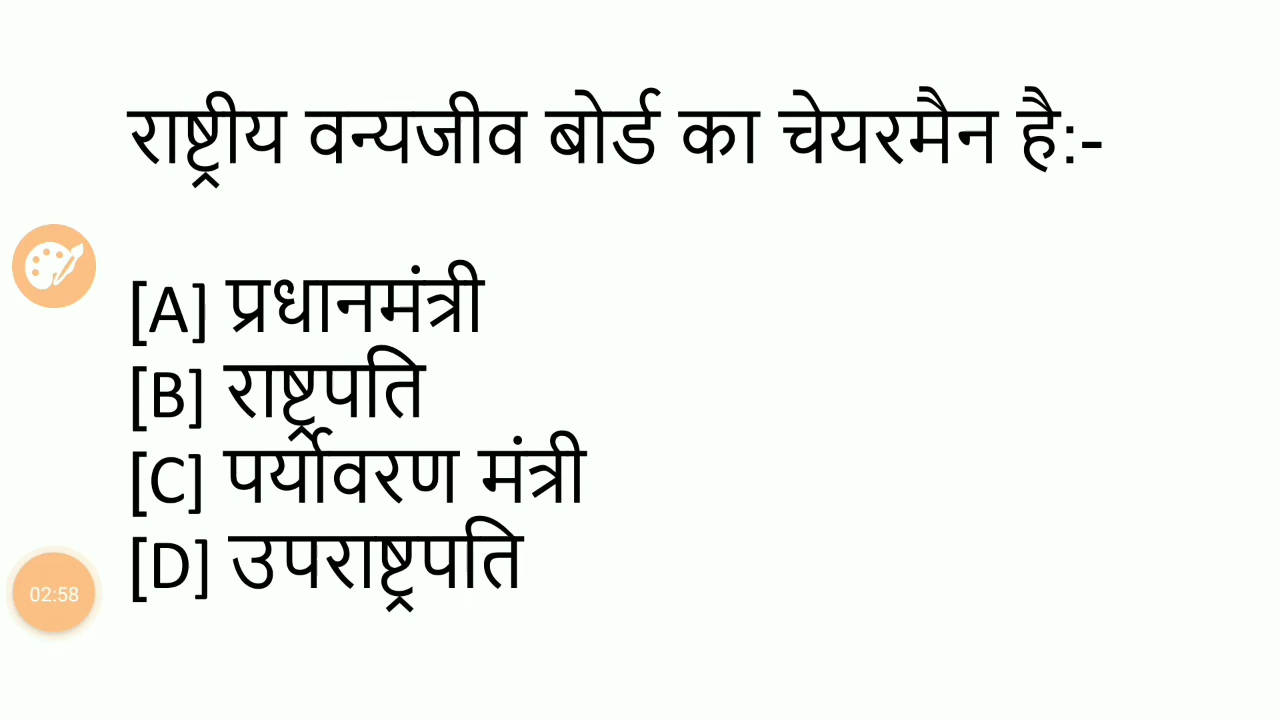 राष्ट्रीय वन्यजीव बोर्ड का चेयरमैन है:-
[A] प्रधानमंत्री
[B] राष्ट्रपति
[C] पर्यावरण मंत्री
[D] उपराष्ट्रपति
02:58